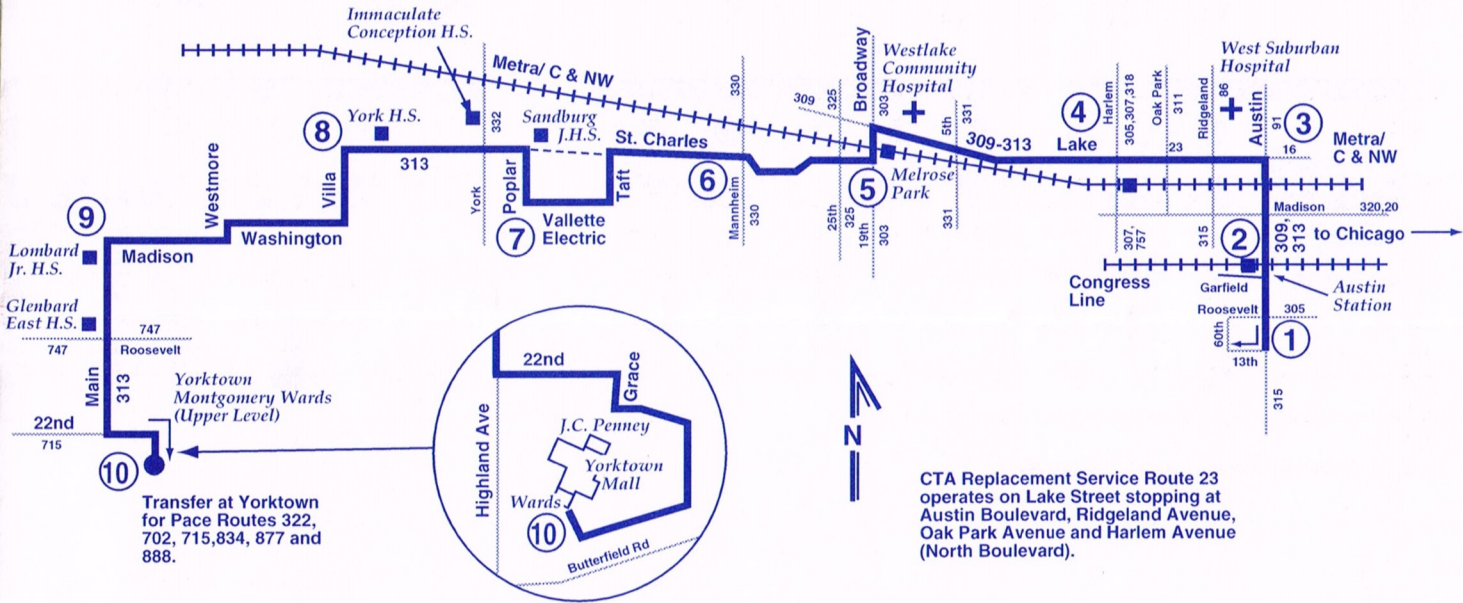 Immaculate
Conception H.S.
Metra/ C & NW
York H.S.
8
332
Sandburg
J.H.S.
St. Charles
313
Westmore
Villa
York
Poplar
Taft
Vallette
Electric
7
6
330
Mannheim
330
309
325
Broadway
303
Westlake
Community
Hospital
5th
331
309-313
5
Melrose
Park
25th
325
19th
303
331
4
Lake
Harlem
305,307,318
Oak Park
311
23
Ridgeland
86
West Suburban
Hospital
Austin
91
16
3
Metra/
C & NW
Madison
320,20
307,
757
315
2
309,
313
to Chicago
Congress
Line
Garfield
Austin
Station
Roosevelt
305
60th
13th
1
315
9
Washington
Madison
Lombard
Jr. H.S.
Glenbard
East H.S.
747
747
Roosevelt
Main
313
Yorktown
Montgomery Wards
(Upper Level)
22nd
715
10
Transfer at Yorktown
for Pace Routes 322,
702, 715,834, 877 and
888.
22nd
Grace
Highland Ave
J.C. Penney
Yorktown
Mall
Wards
10
Butterfield Rd
N
CTA Replacement Service Route 23
operates on Lake Street stopping at
Austin Boulevard, Ridgeland Avenue,
Oak Park Avenue and Harlem Avenue
(North Boulevard).